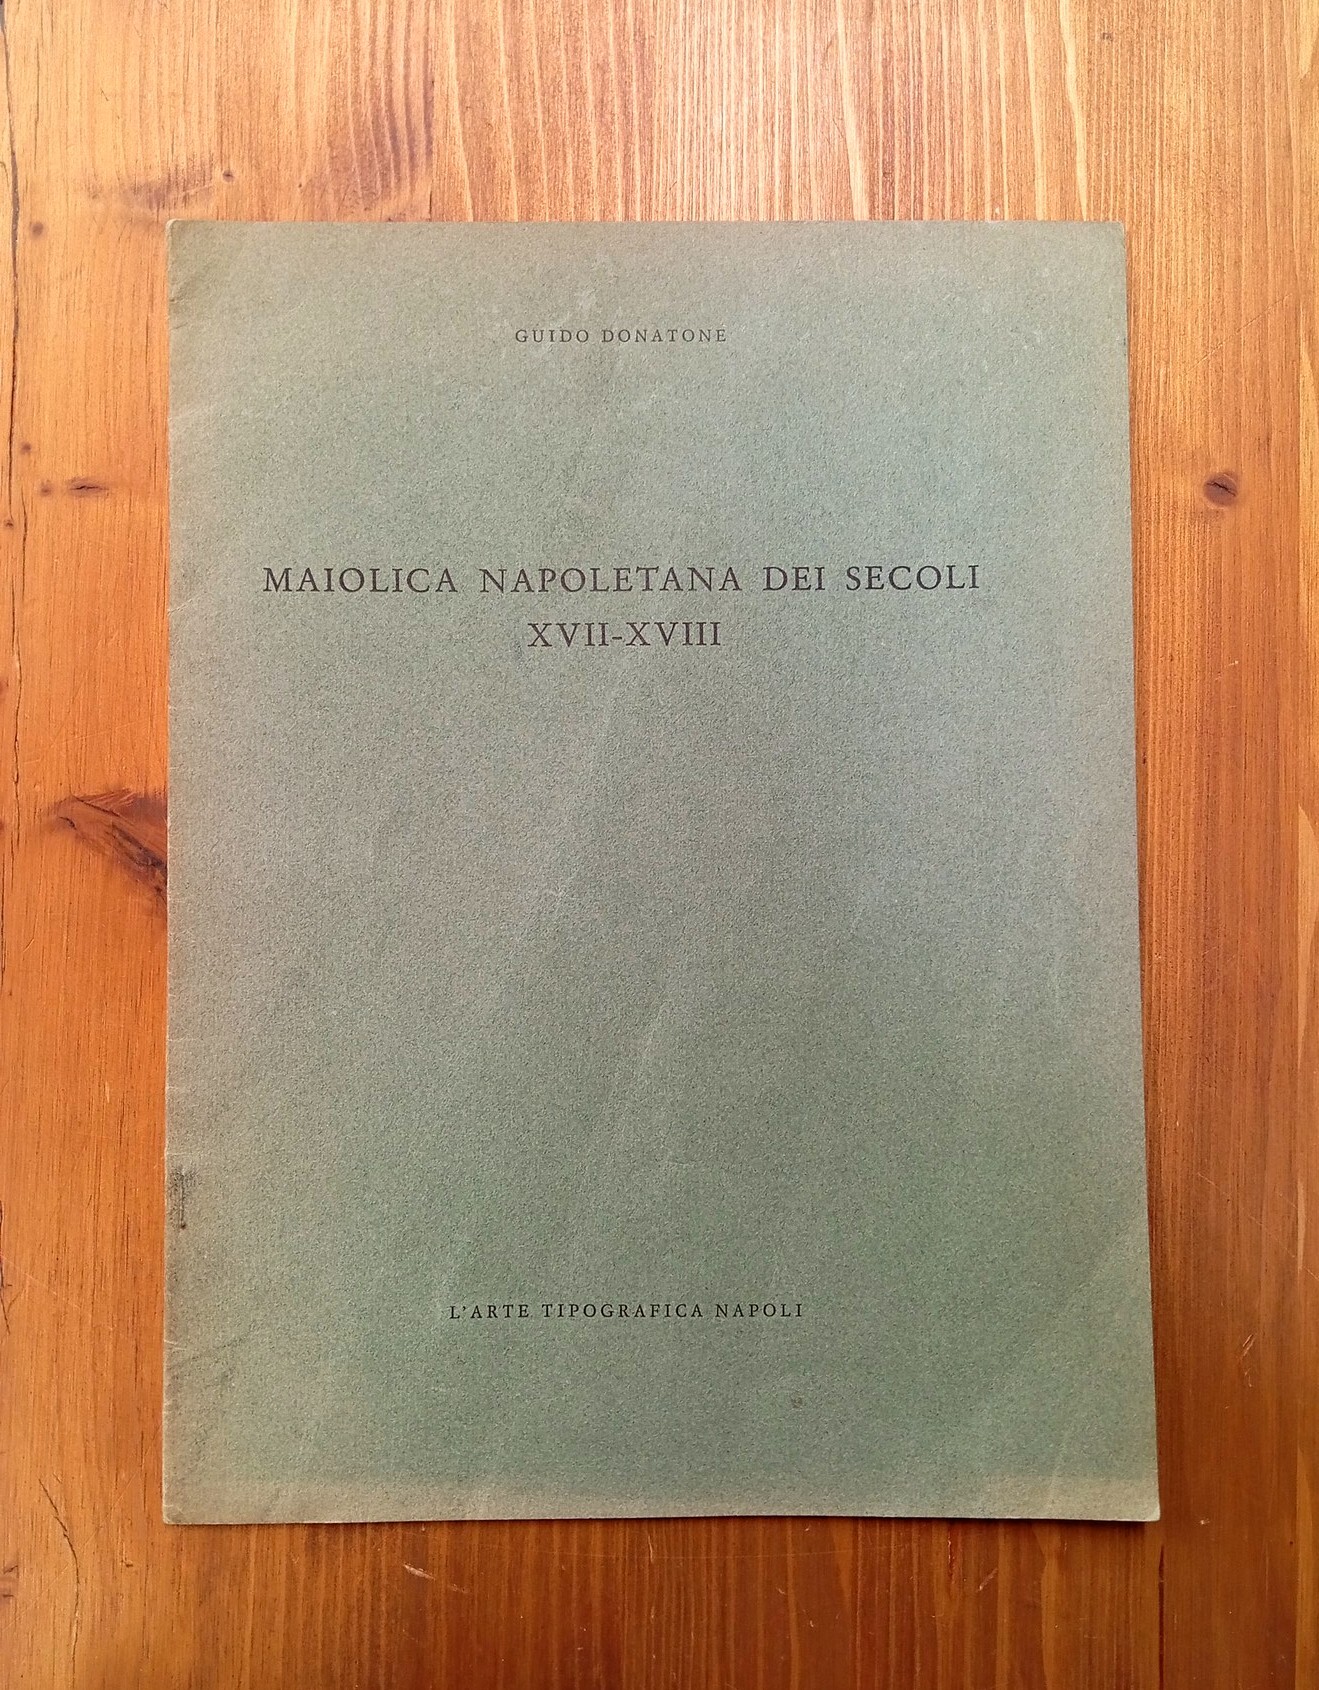 GUIDO DONATONE
MAIOLICA NAPOLETANA DEI SECOLI
XVII-XVIII
L'ARTE TIPOGRAFICA NAPOLI